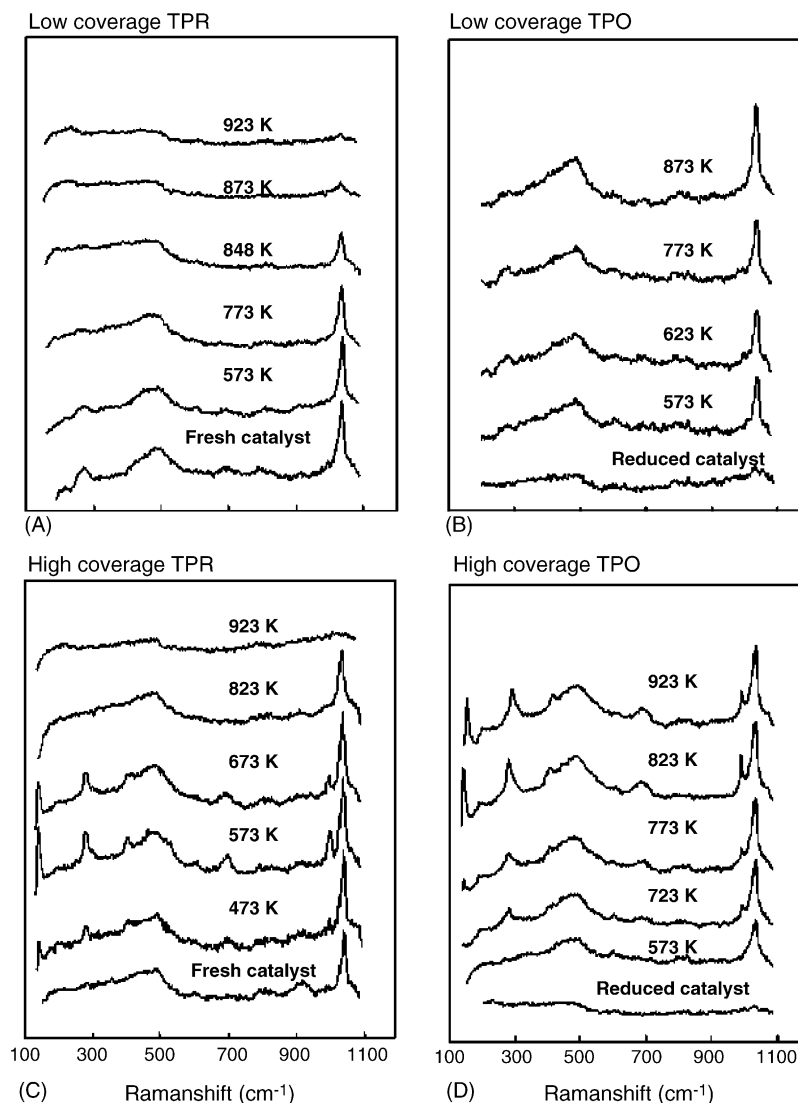 Low coverage TPR
923 K
873 K
848 K
773 K
573 K
Fresh catalyst
(A)
Low coverage TPO
873 K
773 K
623 K
573 K
Reduced catalyst
(B)
High coverage TPR
923 K
823 K
673 K
573 K
473 K
Fresh catalyst
100 300 500 700 900 1100
(C) Ramanshift (cm-1)
High coverage TPO
923 K
823 K
773 K
723 K
573 K
Reduced catalyst
100 300 500 700 900 1100
(D) Ramanshift (cm-1)